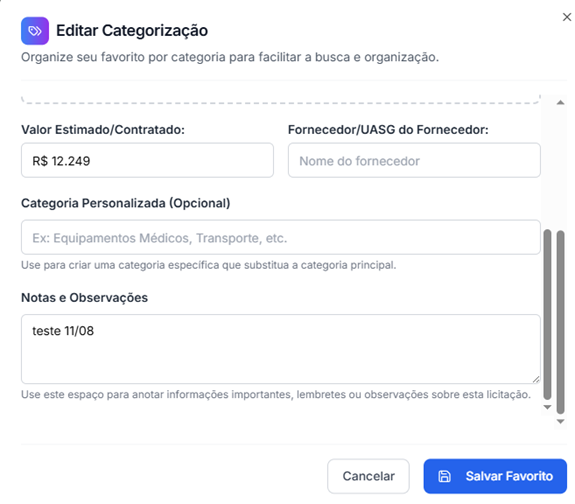 Editar Categorização
Organize seu favorito por categoria para facilitar a busca e organização.
Valor Estimado/Contratado:
Fornecedor/UASG do Fornecedor:
R$ 12.249
Nome do fornecedor
Categoria Personalizada (Opcional)
Ex: Equipamentos Médicos, Transporte, etc.
Use para criar uma categoria específica que substitua a categoria principal.
Notas e Observações
teste 11/08
Use este espaço para anotar informações importantes, lembretes ou observações sobre esta licitação.
Cancelar
Salvar Favorito